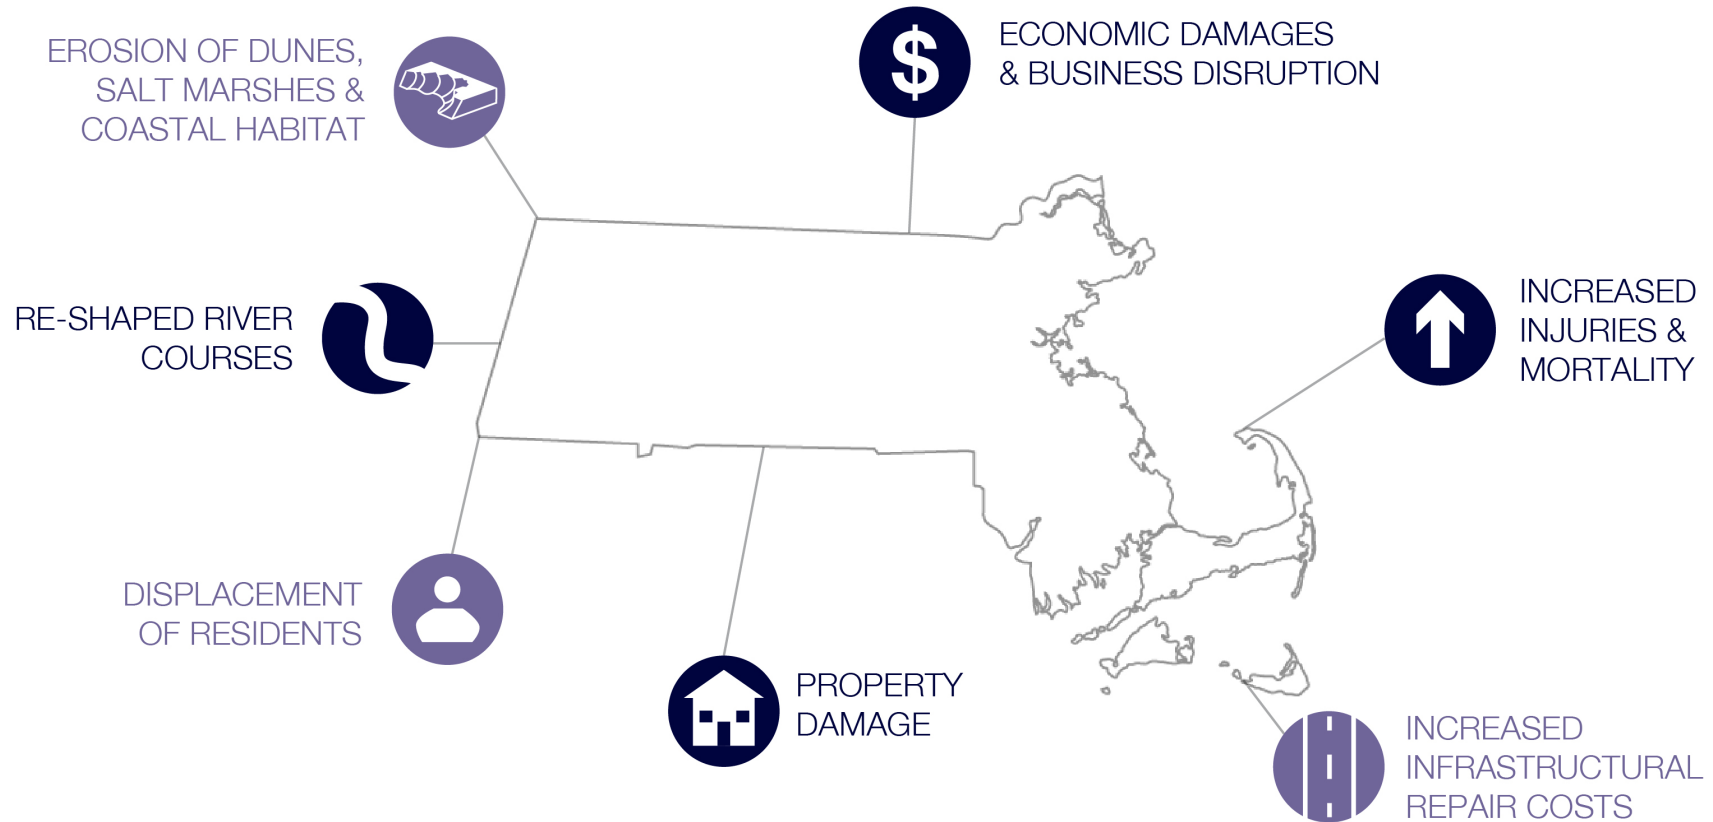 EROSION OF DUNES,
SALT MARSHES &
COASTAL HABITAT
$
ECONOMIC DAMAGES
& BUSINESS DISRUPTION
RE-SHAPED RIVER
COURSES
INCREASED
INJURIES &
MORTALITY
DISPLACEMENT
OF RESIDENTS
PROPERTY
DAMAGE
INCREASED
INFRASTRUCTURAL
REPAIR COSTS